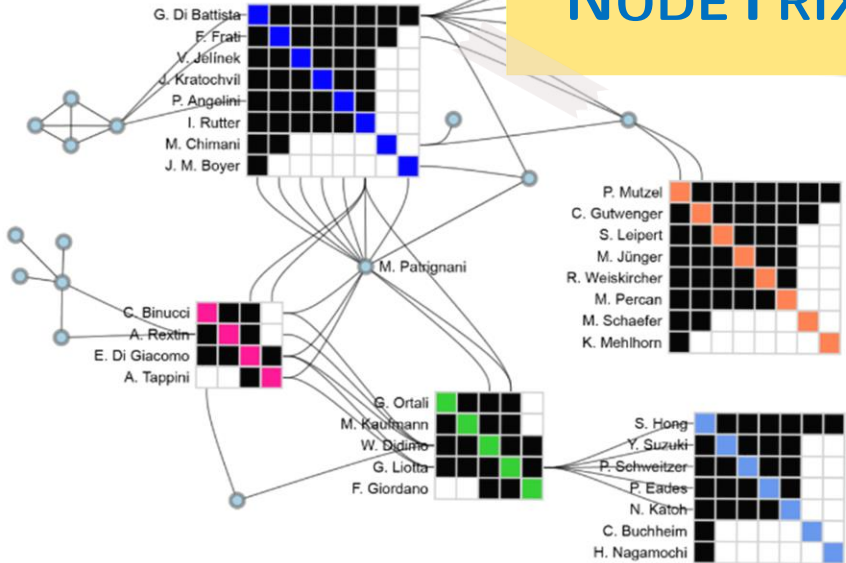 NODETRIX
G. Di Battista
F. Frati
V. Jelínek
J. Kratochvil
P. Angelini
I. Rutter
M. Chimani
J. M. Boyer
P. Mutzel
C. Gutwenger
S. Leipert
M. Jünger
R. Weiskircher
M. Percan
M. Schaefer
K. Mehlhorn
M. Patrignani
C. Binucci
A. Rextin
E. Di Giacomo
A. Tappini
G. Ortali
M. Kaufmann
W. Didimo
G. Liotta
F. Giordano
S. Hong
Y. Suzuki
P. Schweitzer
P. Eades
N. Katoh
C. Buchheim
H. Nagamochi